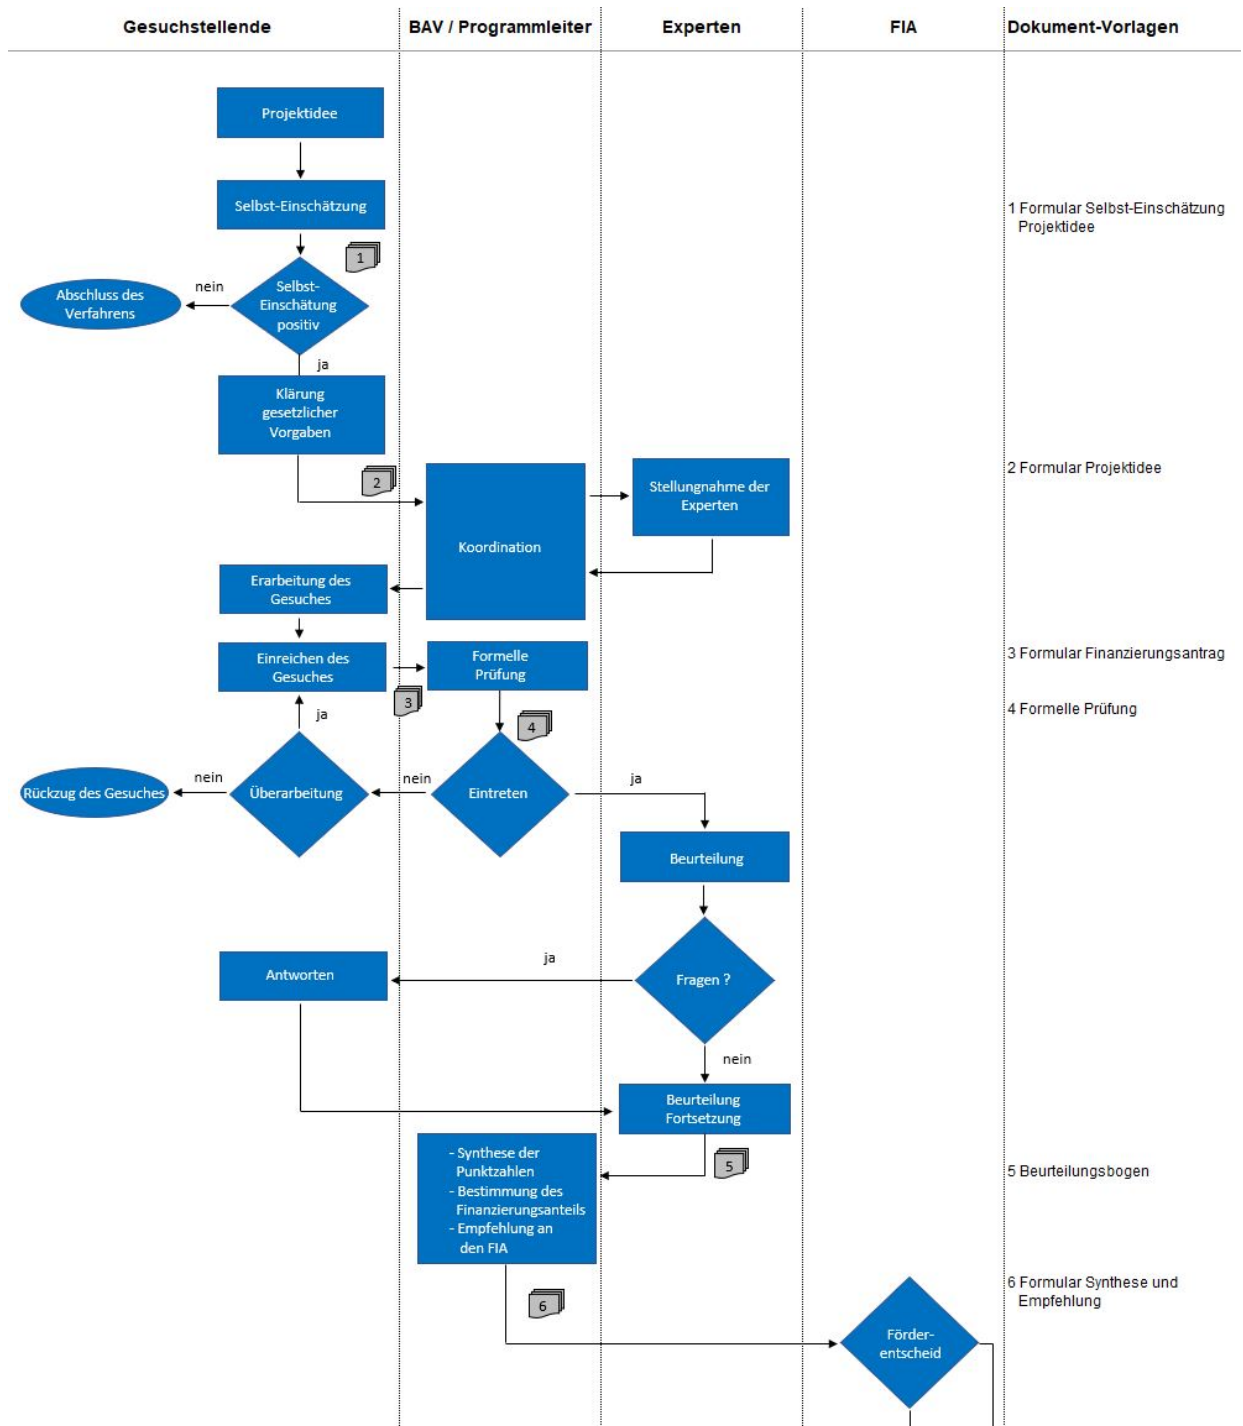 Gesuchstellende
BAV / Programmleiter
Experten
FIA
Dokument-Vorlagen
Projektidee
Selbst-Einschätzung
1 Formular Selbst-Einschätzung
Projektidee
1
Selbst-
Einschätung
positiv
nein
Abschluss des
Verfahrens
ja
Klärung
gesetzlicher
Vorgaben
2
2 Formular Projektidee
Koordination
Stellungnahme der
Experten
Erarbeitung des
Gesuches
Einreichen des
Gesuches
3
Formelle
Prüfung
3 Formular Finanzierungsantrag
4
4 Formelle Prüfung
ja
Rückzug des Gesuches
nein
Überarbeitung
nein
Eintreten
ja
Beurteilung
Fragen ?
ja
Antworten
nein
Beurteilung
Fortsetzung
5
5 Beurteilungsbogen
- Synthese der
Punktzahlen
- Bestimmung des
Finanzierungsanteils
- Empfehlung an
den FIA
6
6 Formular Synthese und
Empfehlung
Förder-
entscheid